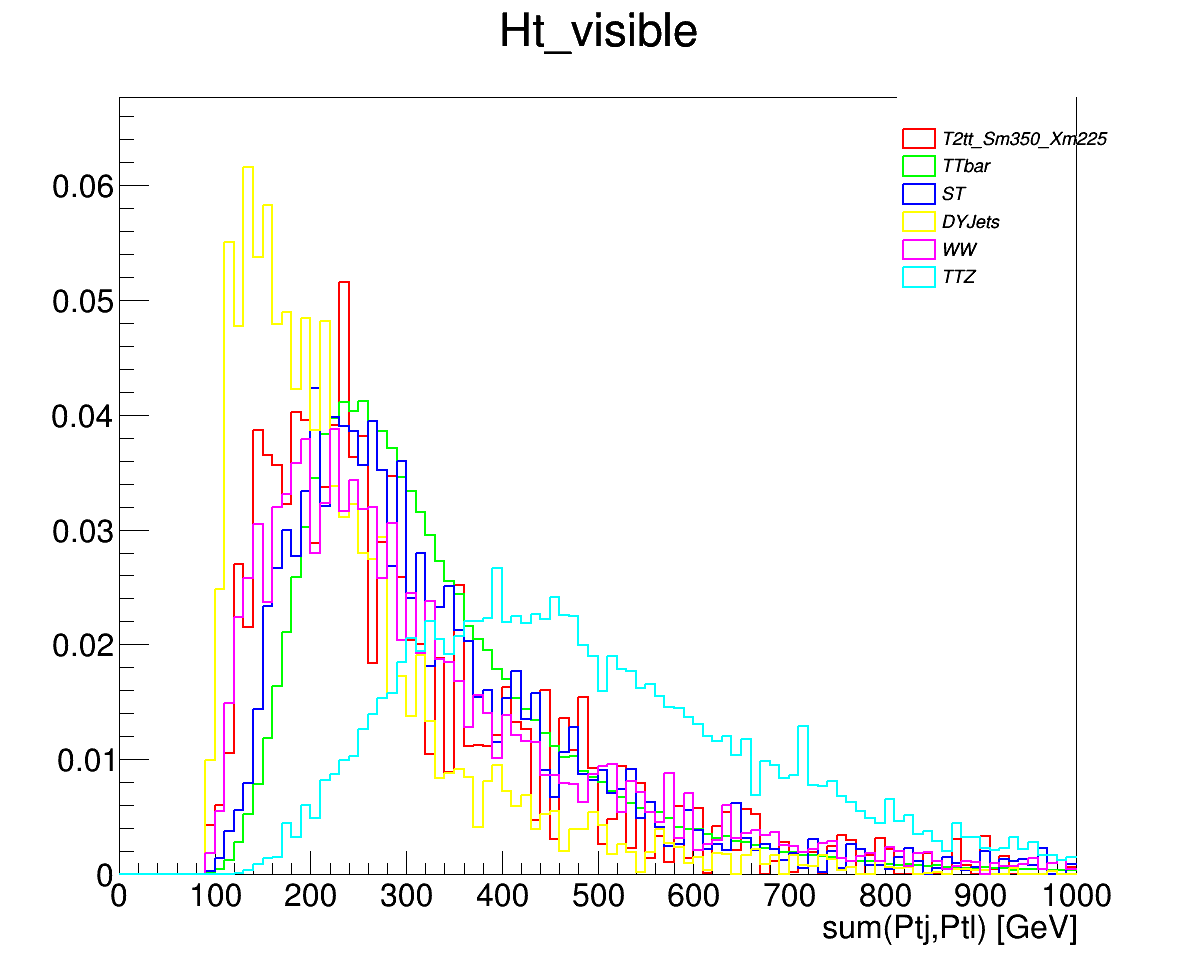 Ht_visible
T2tt_Sm350_Xm225
TTbar
ST
DYJets
WW
TTZ
0.06
0.05
0.04
0.03
0.02
0.01
0
0 100 200 300 400 500 600 700 800 900 1000
sum(Ptj,Ptl) [GeV]